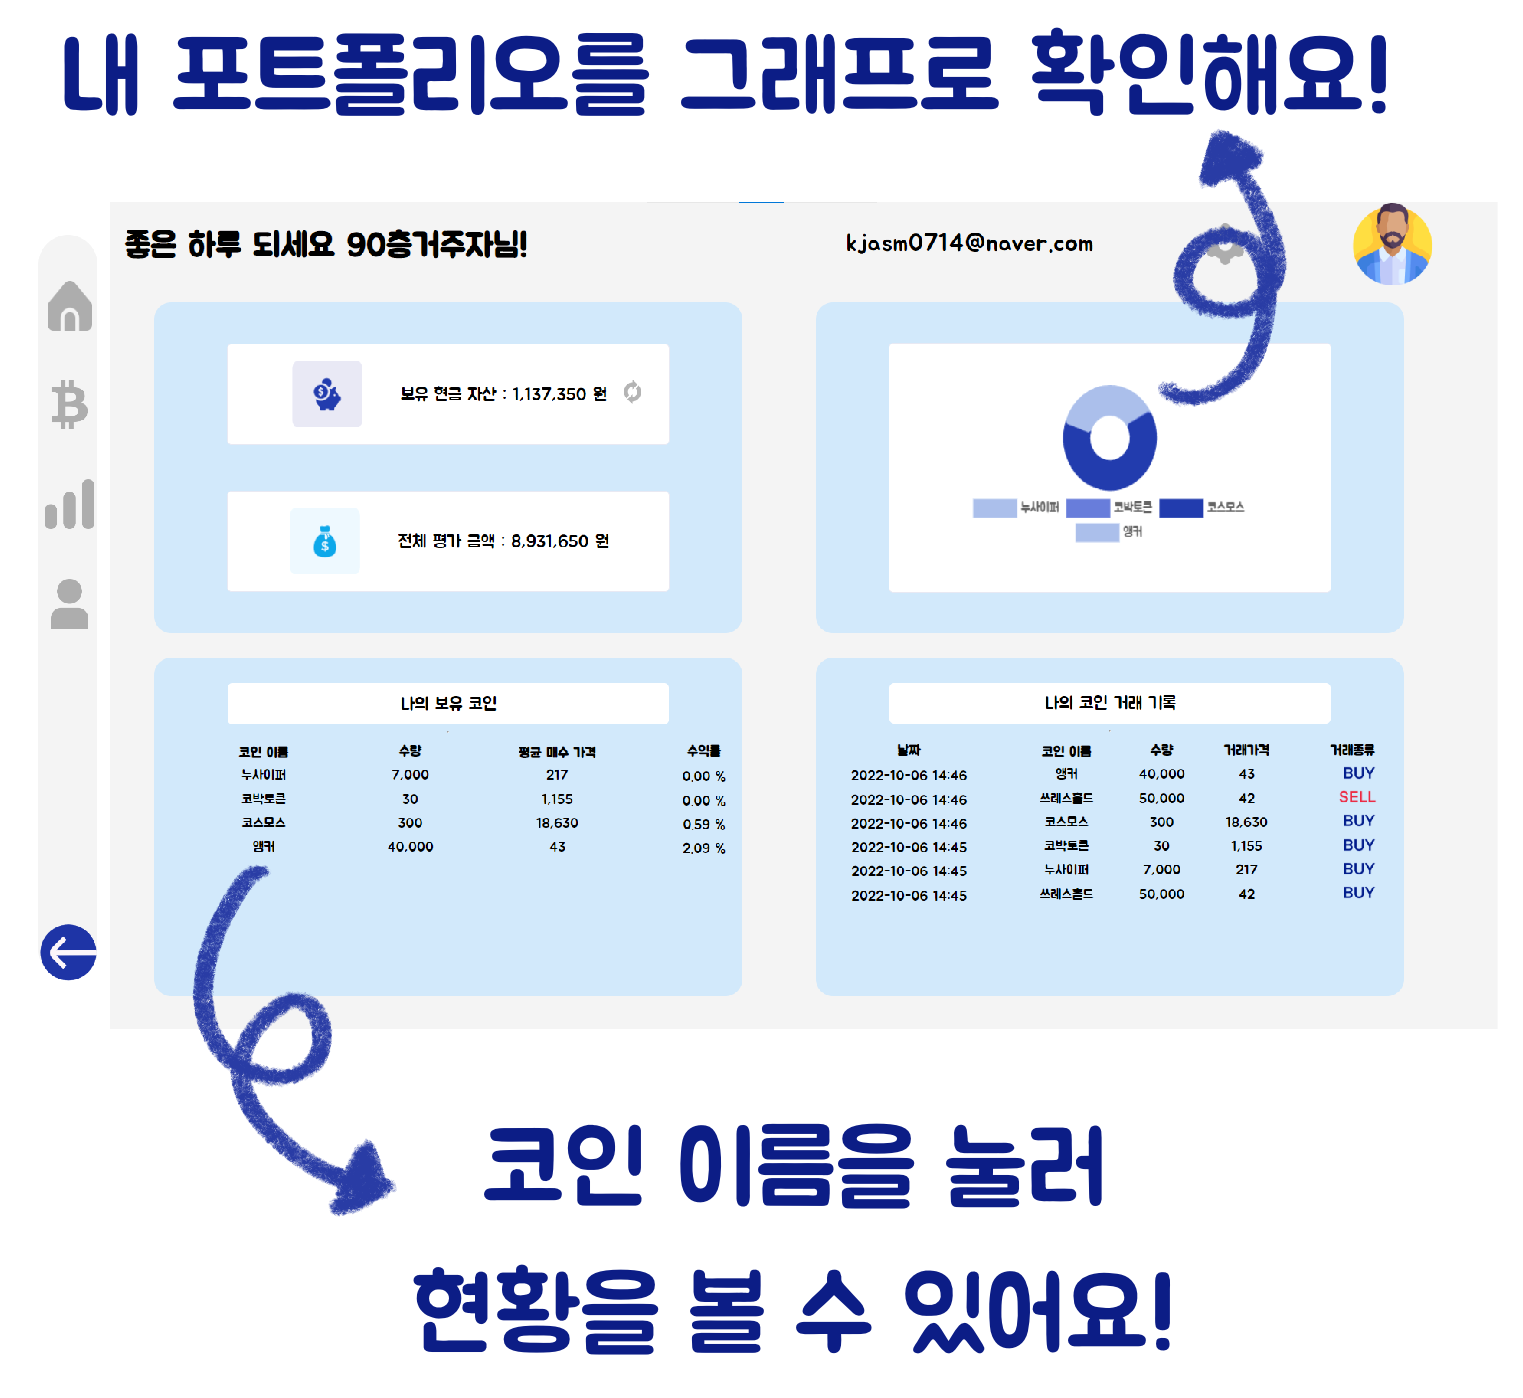 내 포트폴리오를 그래프로 확인해요!
좋은 하루 되세요 90층거주자님!
kjasm0714@naver.com
보유 현금 자산 : 1,137,350 원
전체 평가 금액 : 8,931,650 원
누사이퍼 코박토큰 코스모스
앵커
나의 보유 코인
코인 이름 수량 평균 매수 가격 수익률
누사이퍼 7,000 217 0.00 %
코박토큰 30 1,155 0.00 %
코스모스 300 18,630 0.59 %
앵커 40,000 43 2.09 %
나의 코인 거래 기록
날짜 코인 이름 수량 거래가격 거래종류
2022-10-06 14:46 앵커 40,000 43 BUY
2022-10-06 14:46 쓰레스홀드 50,000 42 SELL
2022-10-06 14:46 코스모스 300 18,630 BUY
2022-10-06 14:45 코박토큰 30 1,155 BUY
2022-10-06 14:45 누사이퍼 7,000 217 BUY
2022-10-06 14:45 쓰레스홀드 50,000 42 BUY
코인 이름을 눌러
현황을 볼 수 있어요!